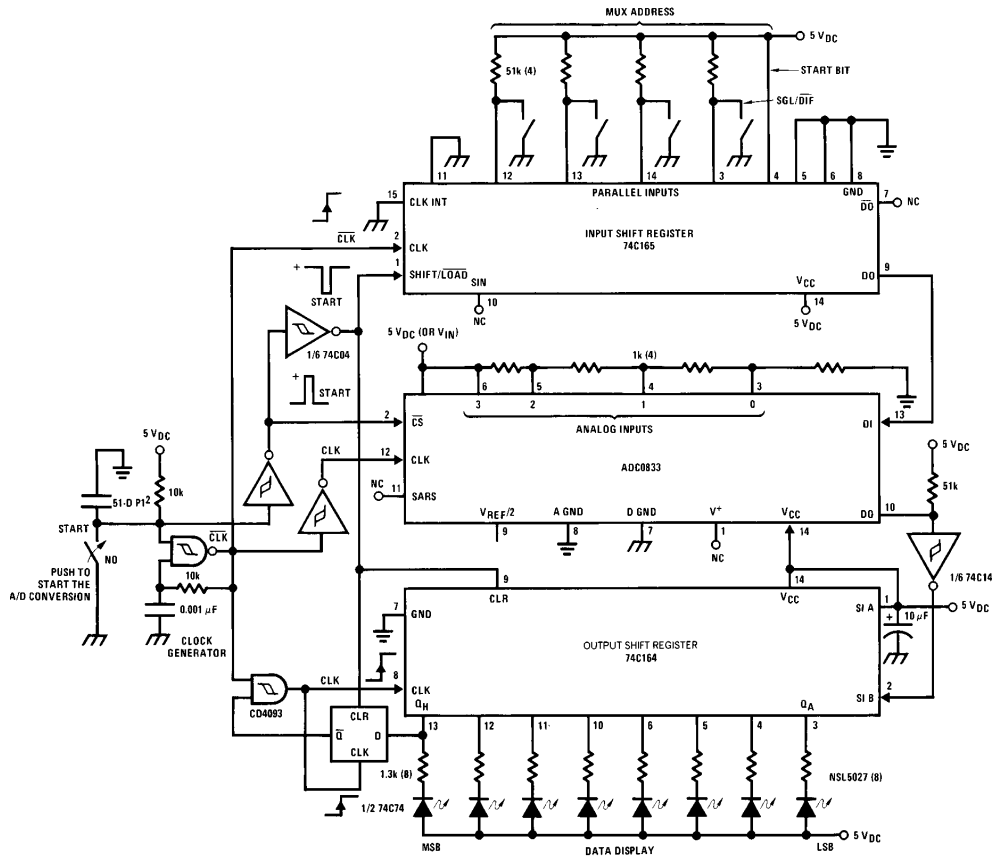 MUX ADDRESS
5 VDC
51k (4)
START BIT
SGL/DIF
11
12
13
14
3
4
5
6
8
PARALLEL INPUTS
GND
15
CLK INT
7
NC
DO
INPUT SHIFT REGISTER
74C165
CLK
2
CLK
1
SHIFT/LOAD
9
DO
+
START
SIN
10
NC
VCC
14
5 VDC
1/6 74C04
5 VDC (OR VIN)
1k (4)
+
START
6
5
4
3
3
2
1
0
2
CS
ANALOG INPUTS
13
DI
5 VDC
CLK
12
CLK
ADC0833
5 VDC
NC
11
SARS
51k
51-D P1²
10k
VREF/2
9
A GND
8
D GND
7
V+
1
NC
VCC
14
DO
10
START
CLK
NO
PUSH TO
START THE
A/D CONVERSION
10k
1/6 74C14
0.001 µF
CLOCK
GENERATOR
9
CLR
14
VCC
7
GND
1
SI A
5 VDC
+
10 µF
OUTPUT SHIFT REGISTER
74C164
CLK
8
CLK
2
SI B
CD4093
QH
QA
CLR
Q
D
CLK
13
12
11
10
6
5
4
3
1.3k (8)
NSL5027 (8)
1/2 74C74
MSB
DATA DISPLAY
LSB
5 VDC